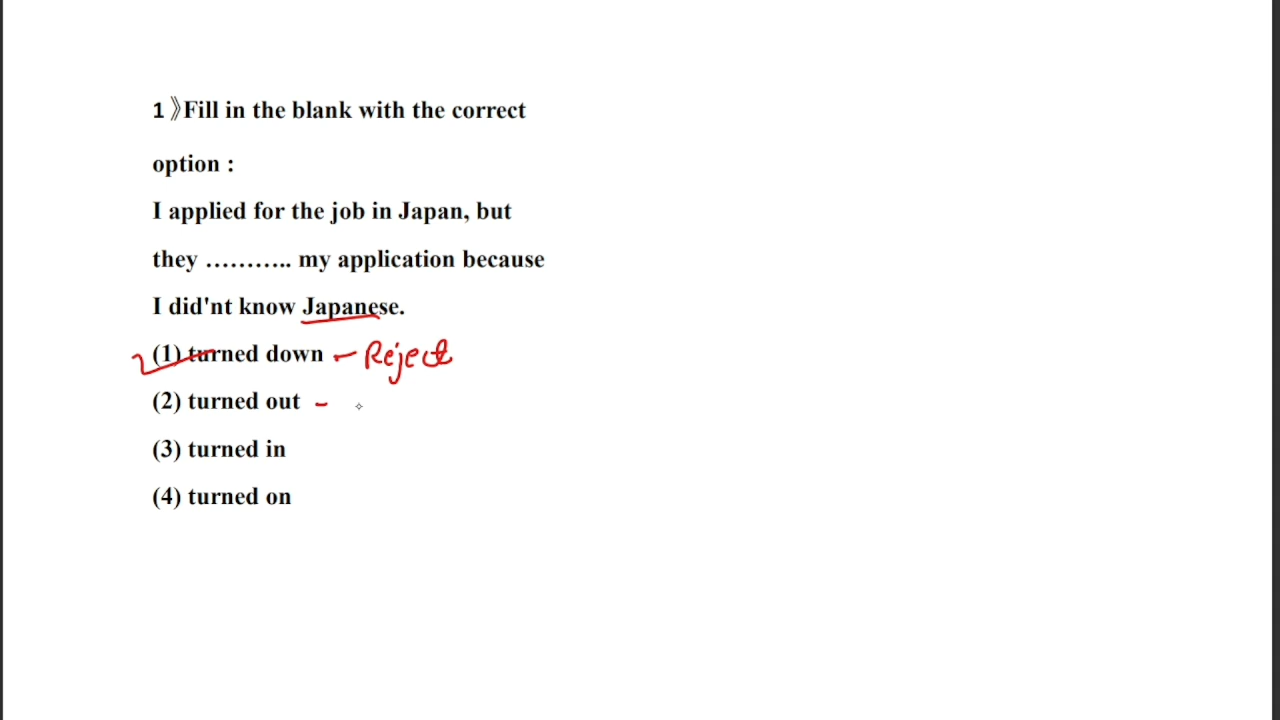 1》Fill in the blank with the correct
option :
I applied for the job in Japan, but
they ……….. my application because
I did'nt know Japanese.
(1) turned down – Reject
(2) turned out -
(3) turned in
(4) turned on